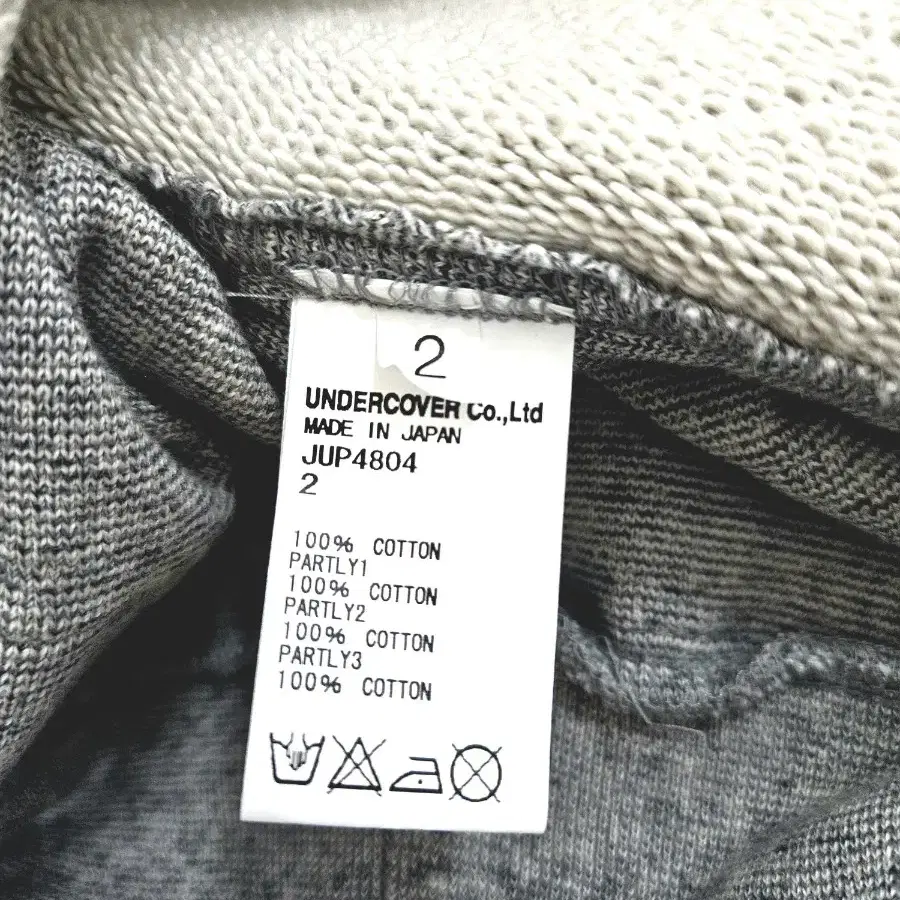 2
UNDERCOVER Co.,Ltd
MADE IN JAPAN
JUP4804
2
100% COTTON
PARTLY1
100% COTTON
PARTLY2
100% COTTON
PARTLY3
100% COTTON